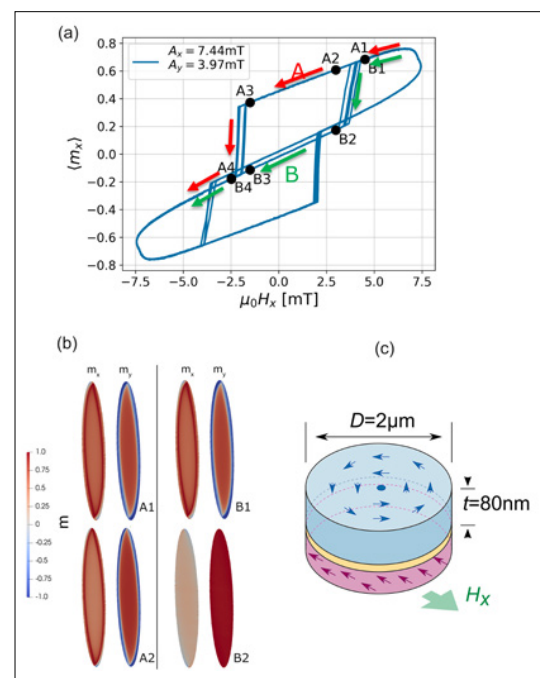 (a)
A_x = 7.44mT
A_y = 3.97mT
0.8
0.6
0.4
0.2
0.0
−0.2
−0.4
−0.6
−0.8
⟨m_x⟩
A
A1
A2
B1
A3
B2
B
A4
B3
B4
−7.5 −5.0 −2.5 0.0 2.5 5.0 7.5
μ₀H_x [mT]
(b)
m_x m_y m_x m_y
m
1.0
0.75
0.5
0.25
0
-0.25
-0.5
-0.75
-1.0
A1
B1
A2
B2
(c)
D=2μm
t=80nm
H_x